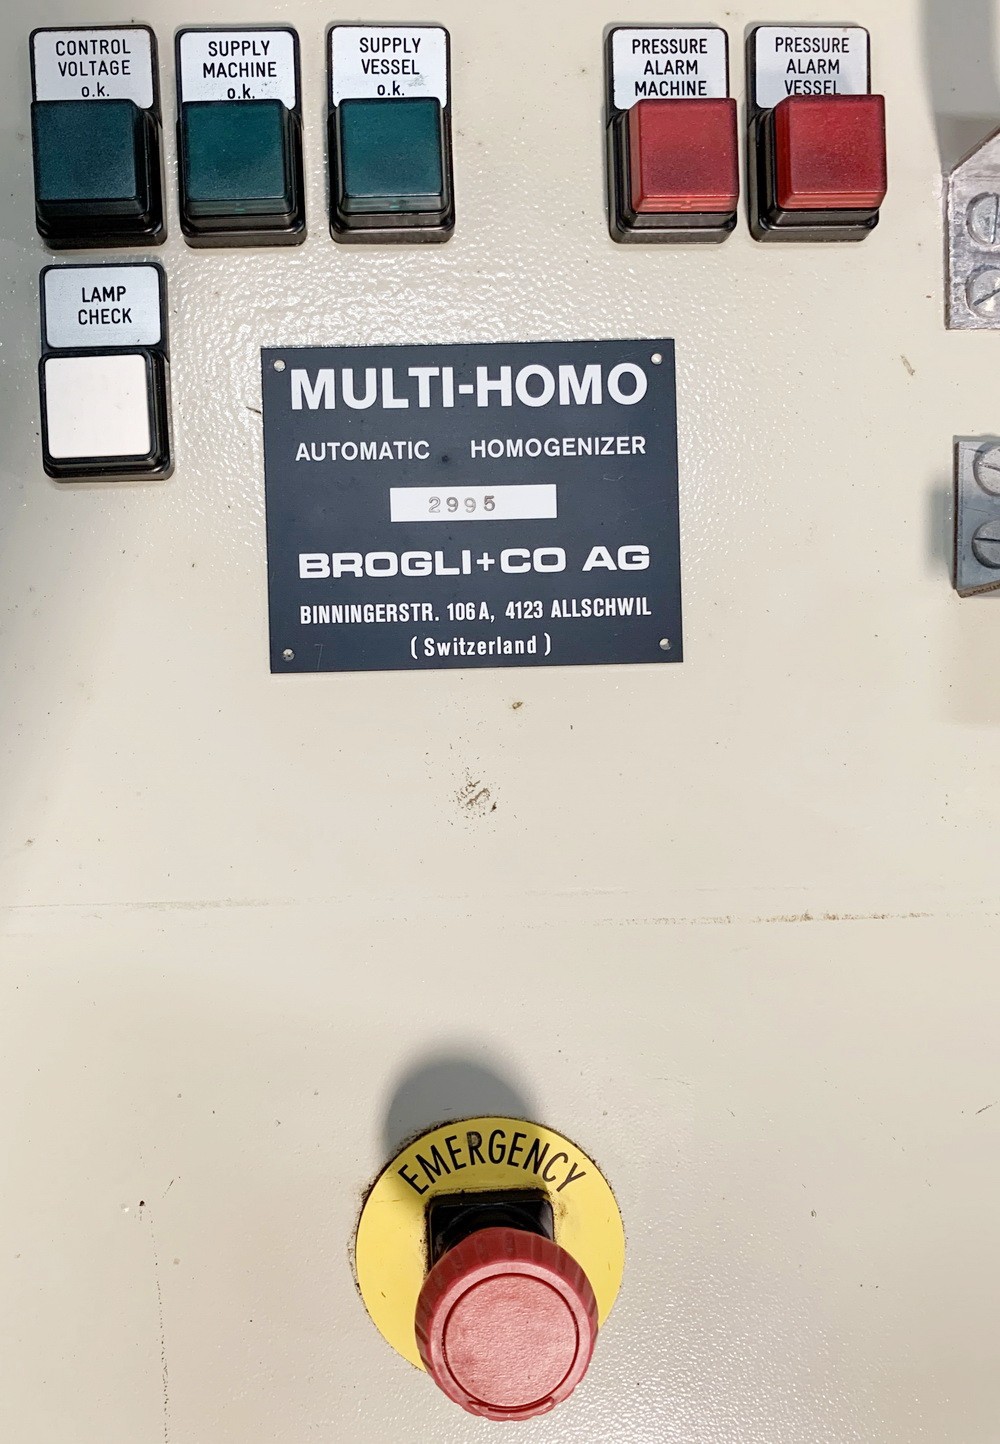 CONTROL
VOLTAGE
o.k.
SUPPLY
MACHINE
o.k.
SUPPLY
VESSEL
o.k.
PRESSURE
ALARM
MACHINE
PRESSURE
ALARM
VESSEL
LAMP
CHECK
MULTI-HOMO
AUTOMATIC HOMOGENIZER
2995
BROGLI+CO AG
BINNINGERSTR. 106 A, 4123 ALLSCHWIL
(Switzerland)
EMERGENCY